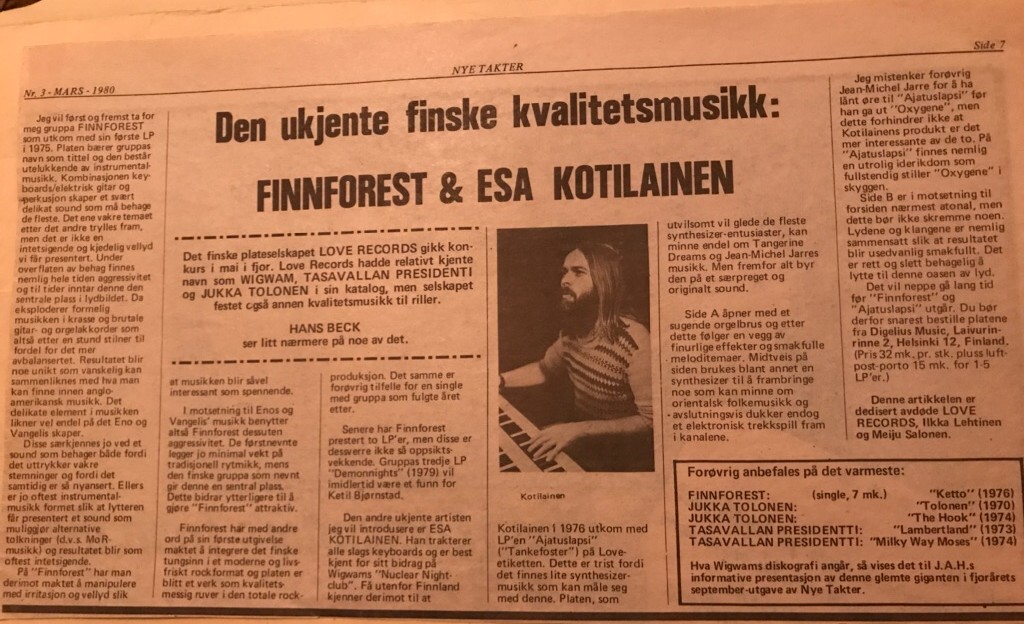 Nr. 3 - MARS - 1980
NYE TAKTER
Side 7
Den ukjente finske kvalitetsmusikk:
FINNFOREST & ESA KOTILAINEN
Jeg vil først og fremst ta for
meg gruppa FINNFOREST
som utkom med sin første LP
i 1975. Platen bærer gruppas
navn som tittel og den består
utelukkende av instrumental-
musikk. Kombinasjonen key-
boards/elektrisk gitar og
perkusjon skaper et svært
delikat sound som må behage
de fleste. Det ene vakre temaet
etter det andre trylles fram,
men det er ikke en
intetsigende og kjedelig vellyd
vi får presentert. Under
overflaten av behag finnes
nemlig hele tiden aggressivitet
og til tider inntar denne den
sentrale plass i lydbildet. Da
eksploderer formelig
musikken i krasse og brutale
gitar- og orgelakkorder som
altså etter en stund stilner til
fordel for det mer
avbalanserte. Resultatet blir
noe unikt som vanskelig kan
sammenliknes med hva man
kan finne innen anglo-
amerikansk musikk. Det
delikate element i musikken
likner vel endel på det Eno og
Vangelis skaper.
Disse særkjennes jo ved et
sound som behager både fordi
det uttrykker vakre
stemninger og fordi det
samtidig er så nyansert. Ellers
er jo oftest instrumental-
musikk formet slik at lytteren
får presentert et sound som
muliggjør alternative
tolkninger (d.v.s. MoR-
musikk) og resultatet blir som
oftest intetsigende.
På "Finnforest" har man
derimot maktet å manipulere
med irritasjon og vellyd slik
Det finske plateselskapet LOVE RECORDS gikk kon-
kurs i mai i fjor. Love Records hadde relativt kjente
navn som WIGWAM, TASAVALLAN PRESIDENTI
og JUKKA TOLONEN i sin katalog, men selskapet
festet også annen kvalitetsmusikk til riller.
HANS BECK
ser litt nærmere på noe av det.
at musikken blir såvel
interessant som spennende.
I motsetning til Enos og
Vangelis' musikk benytter
altså Finnforest dessuten
aggressivitet. De førstnevnte
legger jo minimal vekt på
tradisjonell rytmikk, mens
den finske gruppe som nevnt
gir denne en sentral plass.
Dette bidrar ytterligere til å
gjøre "Finnforest" attraktiv.
Finnforest har med andre
ord på sin første utgivelse
maktet å integrere det finske
tungsinn i et moderne og livs-
friskt rockformat og platen er
blitt et verk som kvalitets-
messig ruver i den totale rock-
produksjon. Det samme er
forøvrig tilfelle for en single
med gruppa som fulgte året
etter.
Senere har Finnforest
prestert to LP'er, men disse er
dessverre ikke så oppsikts-
vekkende. Gruppas tredje LP
"Demonnights" (1979) vil
imidlertid være et funn for
Ketil Bjørnstad.
Den andre ukjente artisten
jeg vil introdusere er ESA
KOTILAINEN. Han trakterer
alle slags keyboards og er best
kjent for sitt bidrag på
Wigwams "Nuclear Night-
club". Få utenfor Finnland
kjenner derimot til at
Kotilainen
Kotilainen 1 1976 utkom med
LP'en "Ajatuslapsi"
("Tankefoster") på Love-
etiketten. Dette er trist fordi
det finnes lite synthesizer-
musikk som kan måle seg
med denne. Platen, som
utvilsomt vil glede de fleste
synthesizer-entusiaster, kan
minne endel om Tangerine
Dreams og Jean-Michel Jarres
musikk. Men fremfor alt byr
den på et særpreget og
originalt sound.
Side A åpner med et
sugende orgelbrus og etter
dette følger en vegg av
finurlige effekter og smakfulle
meloditemaer. Midtveis på
siden brukes blant annet en
synthesizer til å frambringe
noe som kan minne om
orientalsk folkemusikk og
avslutningsvis dukker endog
et elektronisk trekkspill fram
i kanalene.
Jeg mistenker forøvrig
Jean-Michel Jarre for å ha
lånt øre til "Ajatuslapsi" før
han ga ut "Oxygene", men
dette forhindrer ikke at
Kotilainens produkt er det
mer interessante av de to. På
"Ajatuslapsi" finnes nemlig
en utrolig iderikdom som
fullstendig stiller "Oxygene" i
skyggen.
Side B er i motsetning til
forsiden nærmest atonal, men
dette bør ikke skremme noen.
Lydene og klangene er nemlig
sammensatt slik at resultatet
blir usedvanlig smakfullt. Det
er rett og slett behagelig å
lytte til denne oasen av lyd.
Det vil neppe gå lang tid
før "Finnforest" og
"Ajatuslapsi" utgår. Du bør
derfor snarest bestille platene
fra Digelius Music, Laivurin-
rinne 2, Helsinki 12, Finland.
(Pris 32 mk. pr. stk. pluss luft-
post-porto 15 mk. for 1-5
LP'er.)
Denne artikkelen er
dedisert avdøde LOVE
RECORDS, Ilkka Lehtinen
og Meiju Salonen.
Forøvrig anbefales på det varmeste:
FINNFOREST: (single, 7 mk.) "Ketto" (1976)
JUKKA TOLONEN: "Tolonen" (1971)
JUKKA TOLONEN: "The Hook" (1974)
TASAVALLAN PRESIDENTTI: "Lambertland" (1973)
TASAVALLAN PRESIDENTTI: "Milky Way Moses" (1974)
Hva Wigwams diskografi angår, så vises det til J.A.H.s
informative presentasjon av denne glemte giganten i fjorårets
september-utgave av Nye Takter.